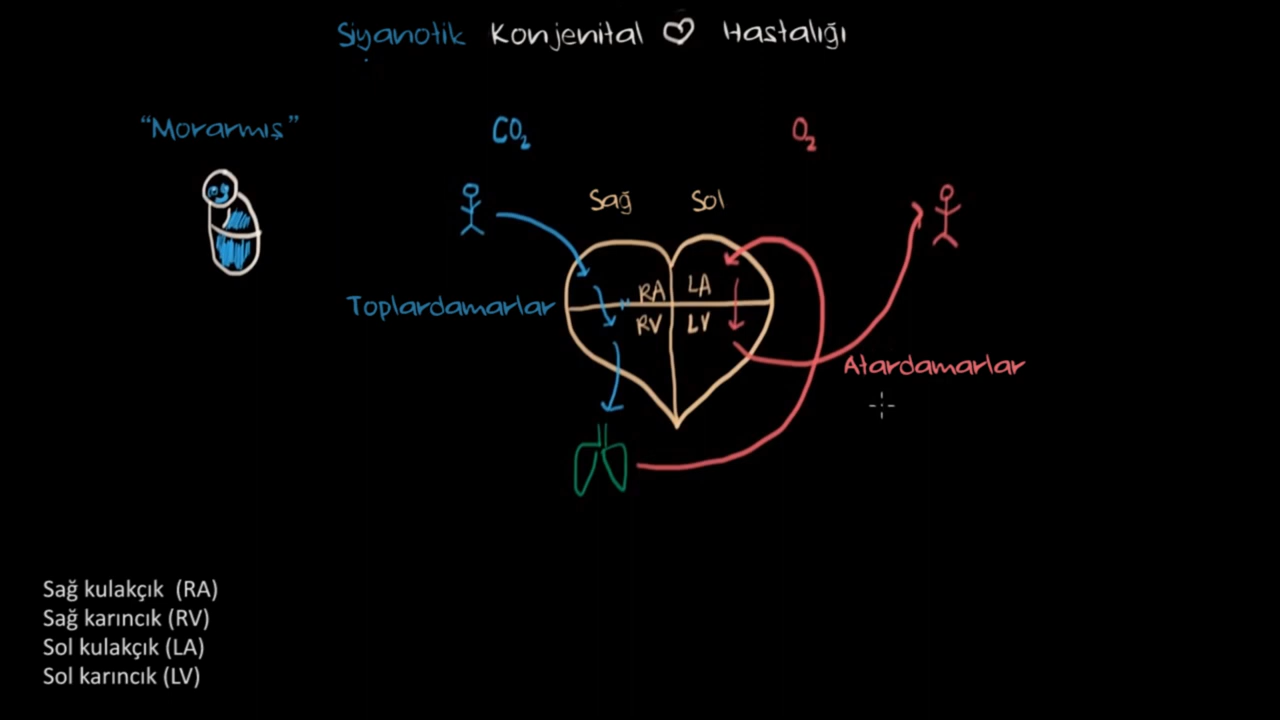 Siyanotik Konjenital Hastalığı
"Morarmış"
CO₂
O₂
Sağ
Sol
RA
LA
Toplardamarlar
RV
LV
Atardamarlar
Sağ kulakçık (RA)
Sağ karıncık (RV)
Sol kulakçık (LA)
Sol karıncık (LV)